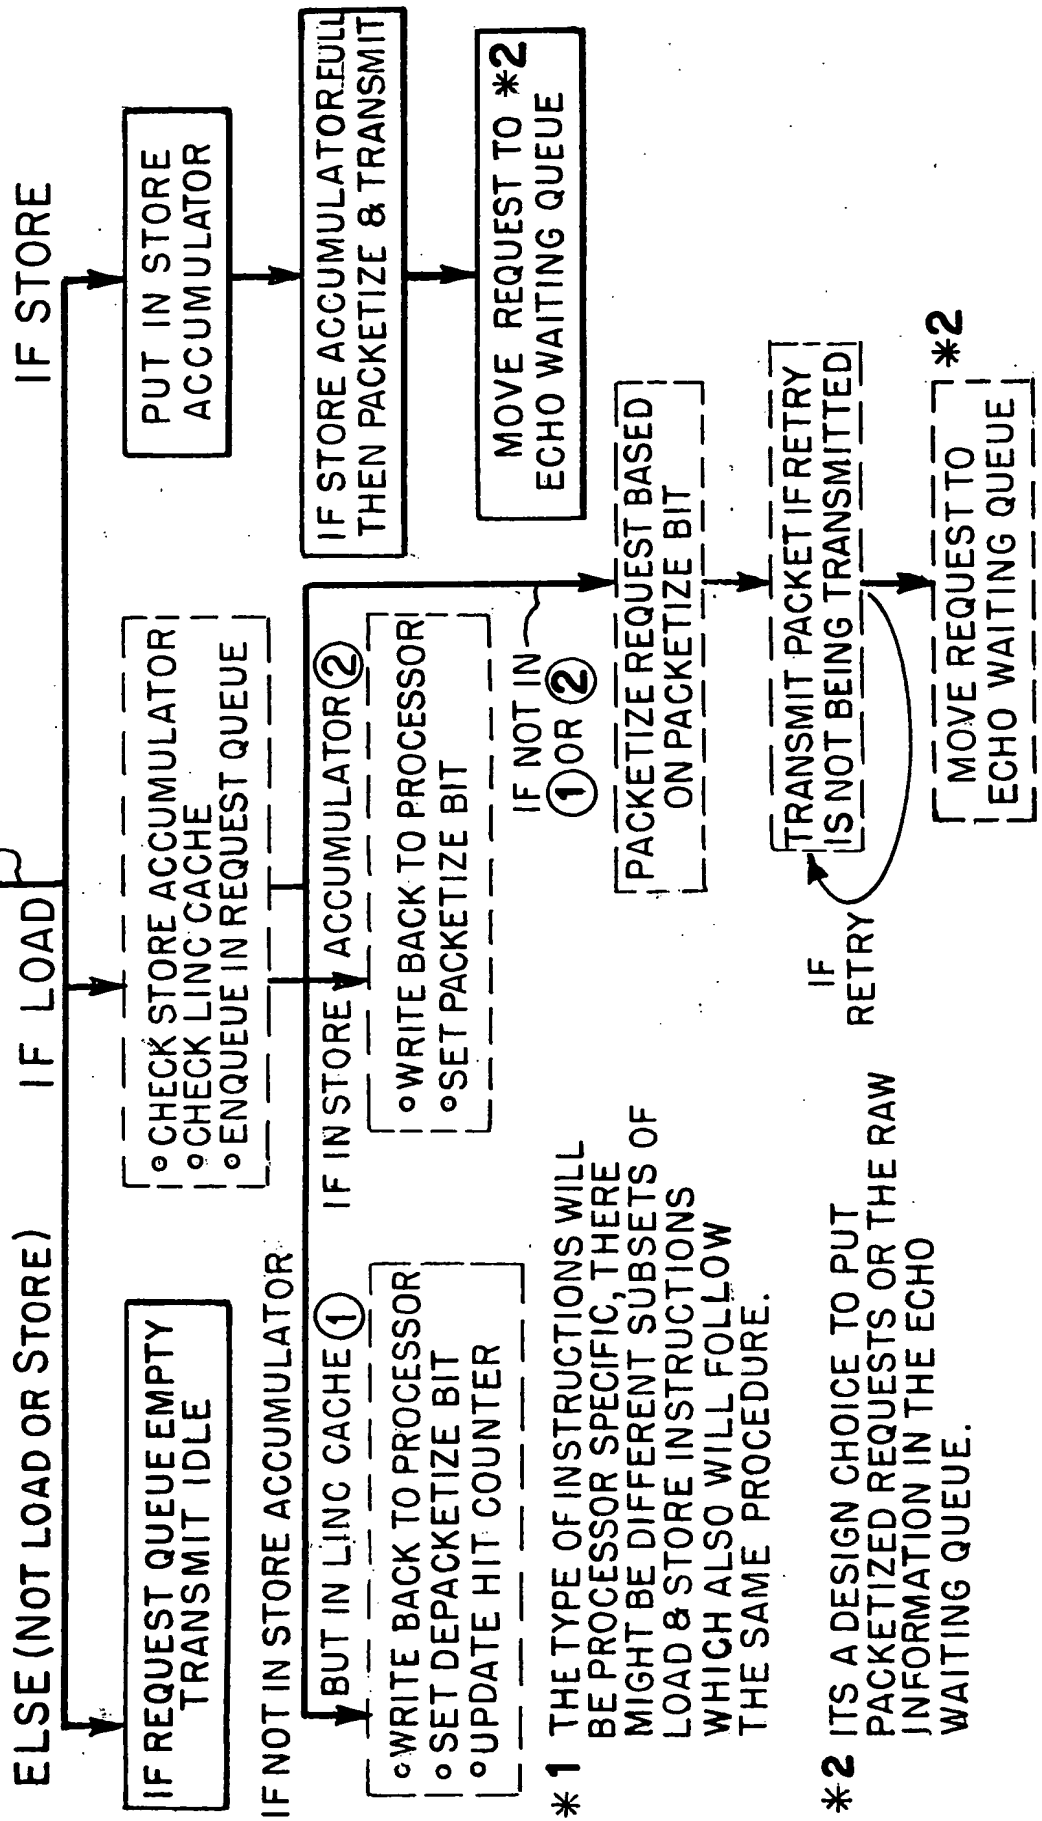 ELSE (NOT LOAD OR STORE)
IF LOAD
IF STORE
IF REQUEST QUEUE EMPTY
TRANSMIT IDLE
○ CHECK STORE ACCUMULATOR
○ CHECK LINC CACHE
○ ENQUEUE IN REQUEST QUEUE
PUT IN STORE
ACCUMULATOR
IF NOT IN STORE ACCUMULATOR
BUT IN LINC CACHE ①
IF IN STORE ACCUMULATOR ②
IF STORE ACCUMULATOR FULL
THEN PACKETIZE & TRANSMIT
○ WRITE BACK TO PROCESSOR
○ SET DEPACKETIZE BIT
○ UPDATE HIT COUNTER
○ WRITE BACK TO PROCESSOR
○ SET PACKETIZE BIT
MOVE REQUEST TO *2
ECHO WAITING QUEUE
IF NOT IN
① OR ②
PACKETIZE REQUEST BASED
ON PACKETIZE BIT
TRANSMIT PACKET IF RETRY
IS NOT BEING TRANSMITTED
IF
RETRY
MOVE REQUEST TO *2
ECHO WAITING QUEUE
*1 THE TYPE OF INSTRUCTIONS WILL
BE PROCESSOR SPECIFIC, THERE
MIGHT BE DIFFERENT SUBSETS OF
LOAD & STORE INSTRUCTIONS
WHICH ALSO WILL FOLLOW
THE SAME PROCEDURE.
*2 ITS A DESIGN CHOICE TO PUT
PACKETIZED REQUESTS OR THE RAW
INFORMATION IN THE ECHO
WAITING QUEUE.